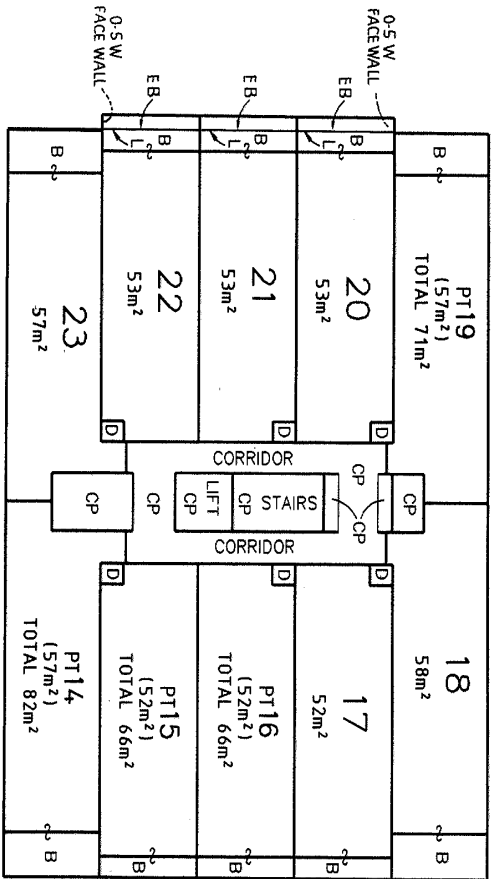 0·5 W
FACE WALL
0·5 W
FACE WALL
EB
EB
EB
B
B
L
B
L
B
L
B
PT19
(57m²)
TOTAL 71m²
20
53m²
21
53m²
22
53m²
23
57m²
D
D
D
CORRIDOR
CP
CP
LIFT
CP
CP
STAIRS
CP
CP
CP
CP
CORRIDOR
D
D
D
18
58m²
17
52m²
PT16
(52m²)
TOTAL 66m²
PT15
(52m²)
TOTAL 66m²
PT14
(57m²)
TOTAL 82m²
B
B
B
B
B